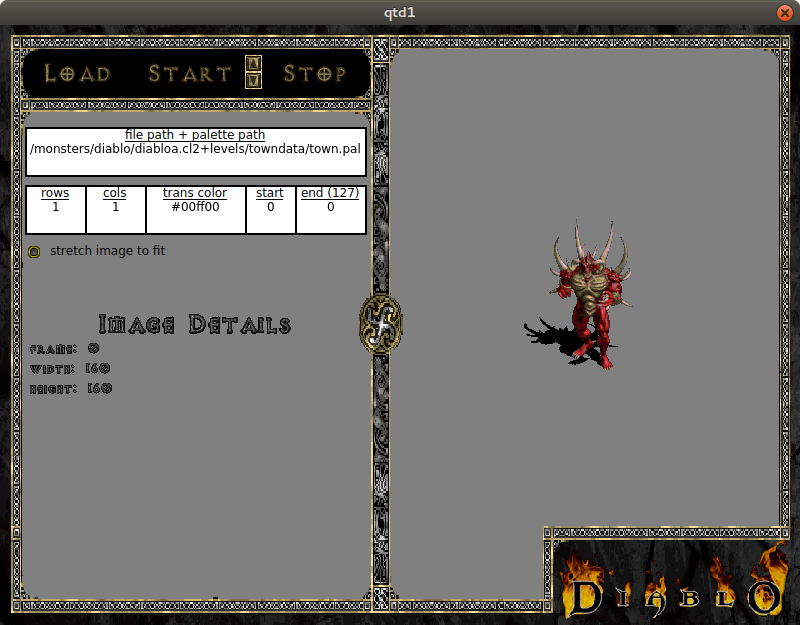 qtd1
Load Start Stop
file path + palette path
/monsters/diablo/diabloa.cl2+levels/towndata/town.pal
rows cols trans color start end (127)
1 1 #00ff00 0 0
stretch image to fit
Image Details
frame: 0
width: 160
height: 160
Diablo